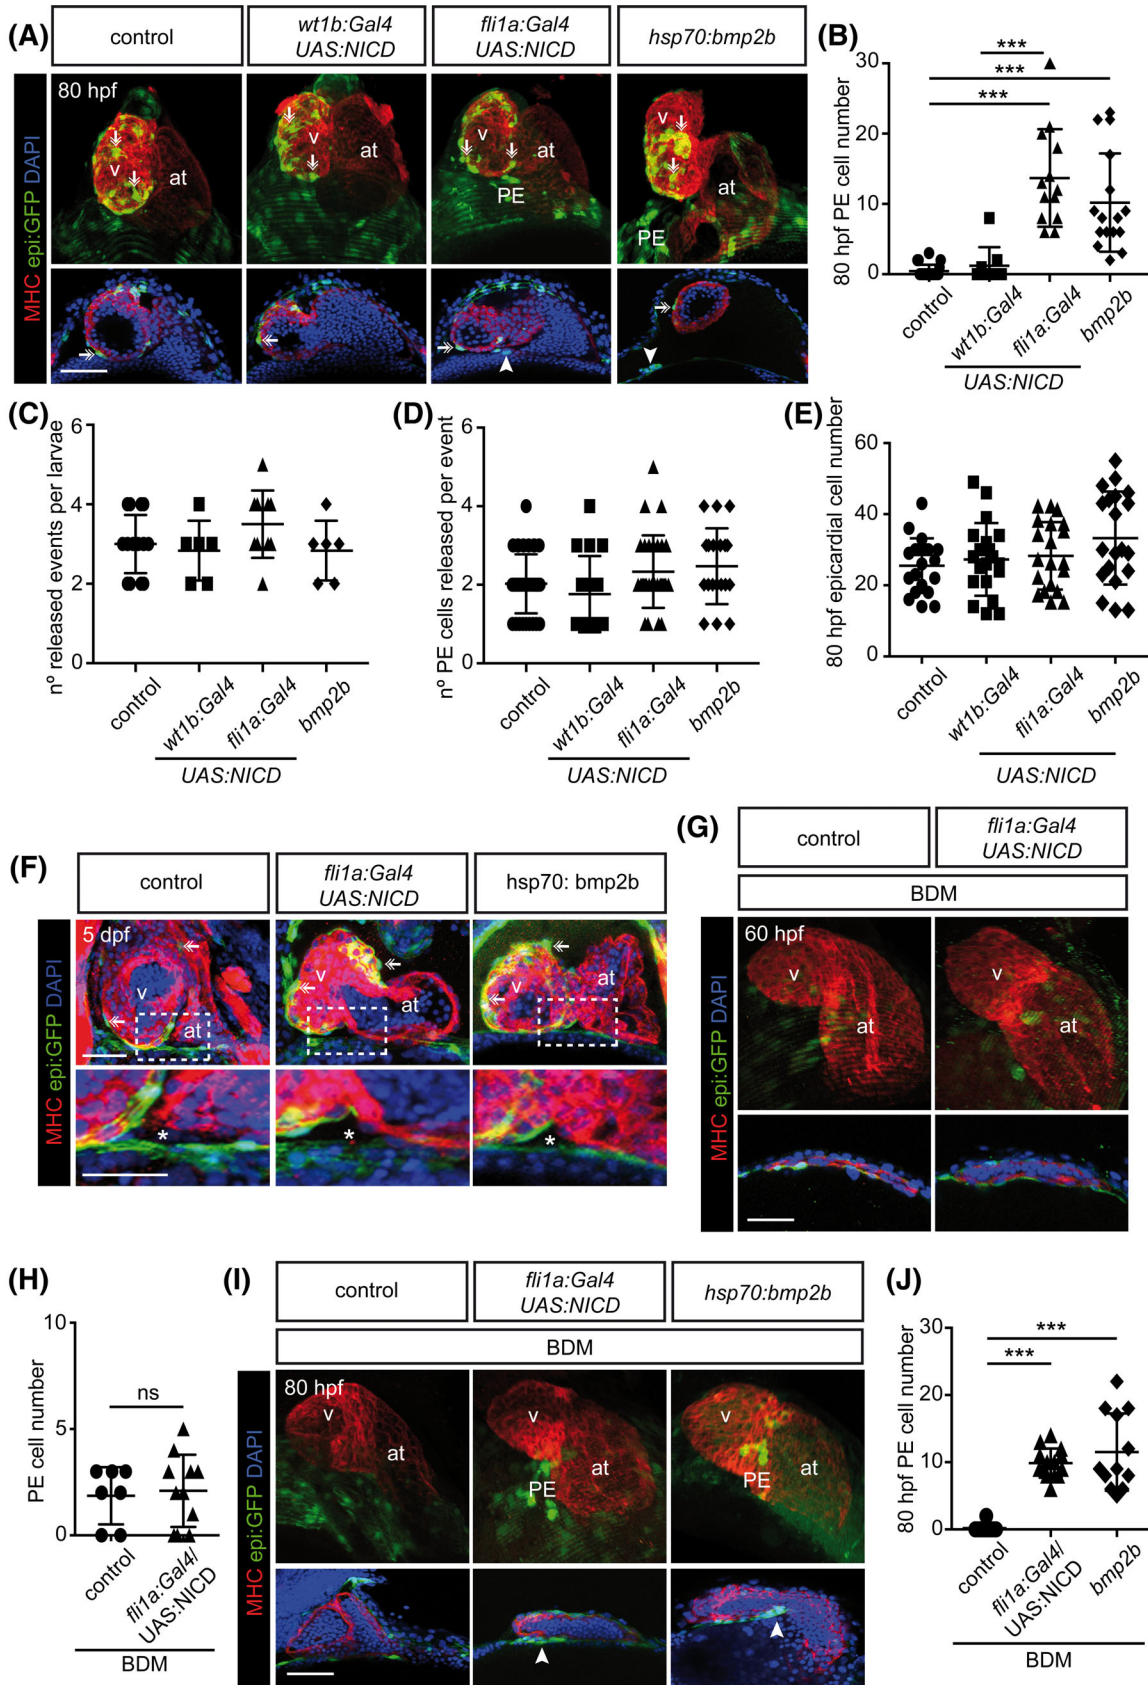 (A)
control
wt1b:Gal4
UAS:NICD
fli1a:Gal4
UAS:NICD
hsp70:bmp2b
MHC epi:GFP DAPI
80 hpf
v
at
v
at
v
at
PE
v
at
PE
(B)
80 hpf PE cell number
30
20
10
0
***
***
***
control
wt1b:Gal4
fli1a:Gal4
bmp2b
UAS:NICD
(C)
nº released events per larvae
6
4
2
0
control
wt1b:Gal4
fli1a:Gal4
bmp2b
UAS:NICD
(D)
nº PE cells released per event
6
4
2
0
control
wt1b:Gal4
fli1a:Gal4
bmp2b
UAS:NICD
(E)
80 hpf epicardial cell number
60
40
20
0
control
wt1b:Gal4
fli1a:Gal4
bmp2b
UAS:NICD
(F)
control
fli1a:Gal4
UAS:NICD
hsp70: bmp2b
MHC epi:GFP DAPI
5 dpf
v
at
v
at
v
at
*
*
*
(G)
control
fli1a:Gal4
UAS:NICD
BDM
MHC epi:GFP DAPI
60 hpf
v
at
v
at
(H)
PE cell number
10
5
0
ns
control
fli1a:Gal4/
UAS:NICD
BDM
(I)
control
fli1a:Gal4
UAS:NICD
hsp70:bmp2b
BDM
MHC epi:GFP DAPI
80 hpf
v
at
v
at
PE
v
at
PE
(J)
80 hpf PE cell number
30
20
10
0
***
***
control
fli1a:Gal4/
UAS:NICD
bmp2b
BDM